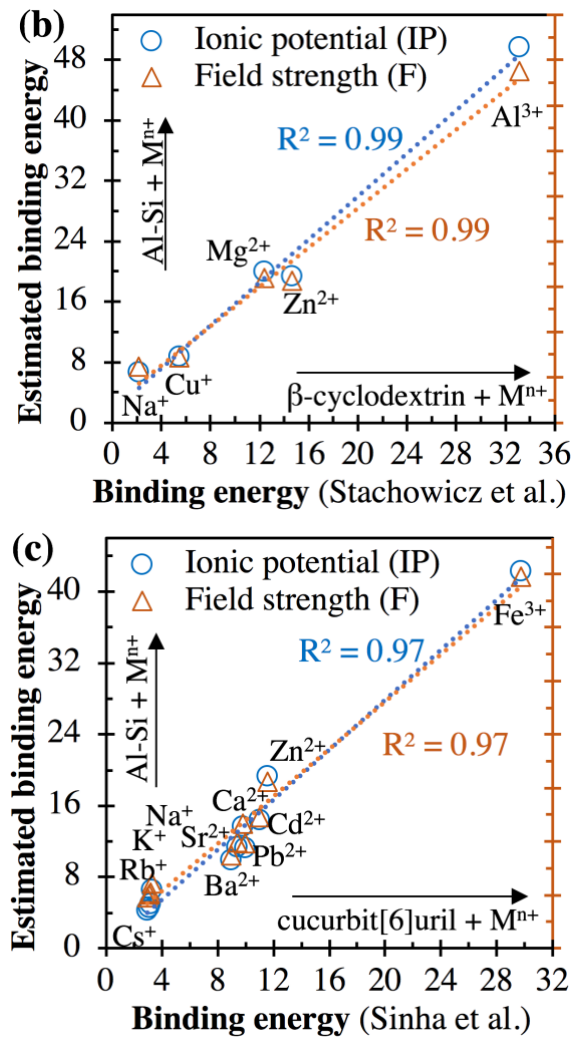 (b)
Ionic potential (IP)
Field strength (F)
48
40
32
24
16
8
0
Estimated binding energy
Al-Si + Mⁿ⁺
R² = 0.99
R² = 0.99
Al³⁺
Mg²⁺
Zn²⁺
Cu⁺
Na⁺
β-cyclodextrin + Mⁿ⁺
0 4 8 12 16 20 24 28 32 36
Binding energy (Stachowicz et al.)
(c)
Ionic potential (IP)
Field strength (F)
40
32
24
16
8
0
Estimated binding energy
Al-Si + Mⁿ⁺
R² = 0.97
R² = 0.97
Fe³⁺
Zn²⁺
Ca²⁺
Na⁺
Cd²⁺
Sr²⁺
K⁺
Pb²⁺
Rb⁺
Ba²⁺
Cs⁺
cucurbit[6]uril + Mⁿ⁺
0 4 8 12 16 20 24 28 32
Binding energy (Sinha et al.)